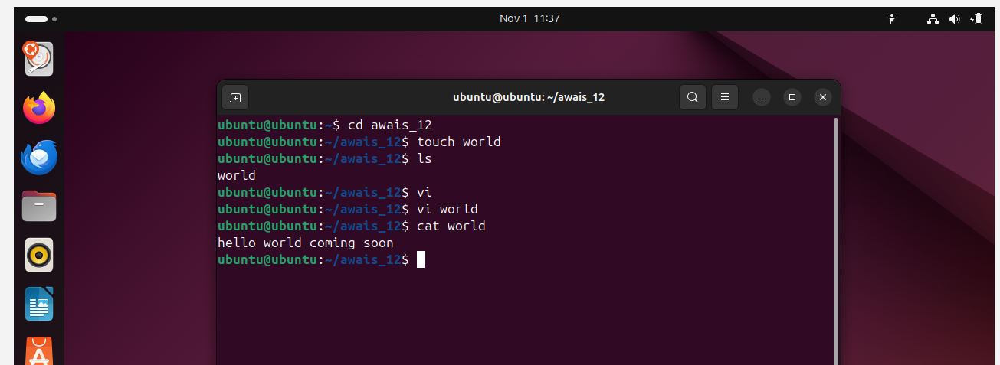 Nov 1 11:37
ubuntu@ubuntu: ~/awais_12
ubuntu@ubuntu:~$ cd awais_12
ubuntu@ubuntu:~/awais_12$ touch world
ubuntu@ubuntu:~/awais_12$ ls
world
ubuntu@ubuntu:~/awais_12$ vi
ubuntu@ubuntu:~/awais_12$ vi world
ubuntu@ubuntu:~/awais_12$ cat world
hello world coming soon
ubuntu@ubuntu:~/awais_12$